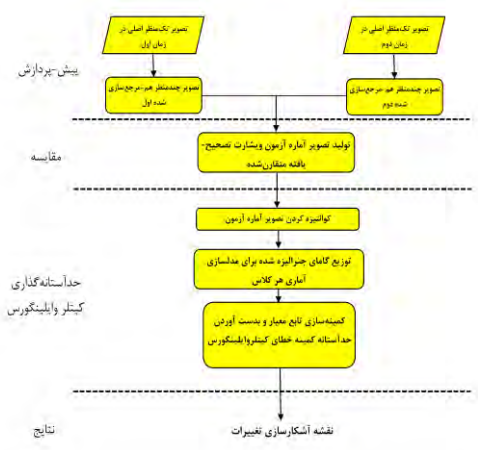 تصویر تک‌منظر اصلی در
زمان اول
تصویر تک‌منظر اصلی در
زمان دوم
پیش-پردازش
تصویر چندمنظر هم-مرجع‌سازی
شده اول
تصویر چندمنظر هم-مرجع‌سازی
شده دوم
مقایسه
تولید تصویر آماره آزمون ویشارت تصحیح-
یافته متقارن‌شده
کوانتیزه کردن تصویر آماره آزمون
توزیع گامای جنرالیزه شده برای مدلسازی
آماری هر کلاس
حدآستانه‌گذاری
کیتلر وایلینگورس
کمینه‌سازی تابع معیار و بدست آوردن
حدآستانه کمینه خطای کیتلروایلینگورس
نتایج
نقشه آشکارسازی تغییرات